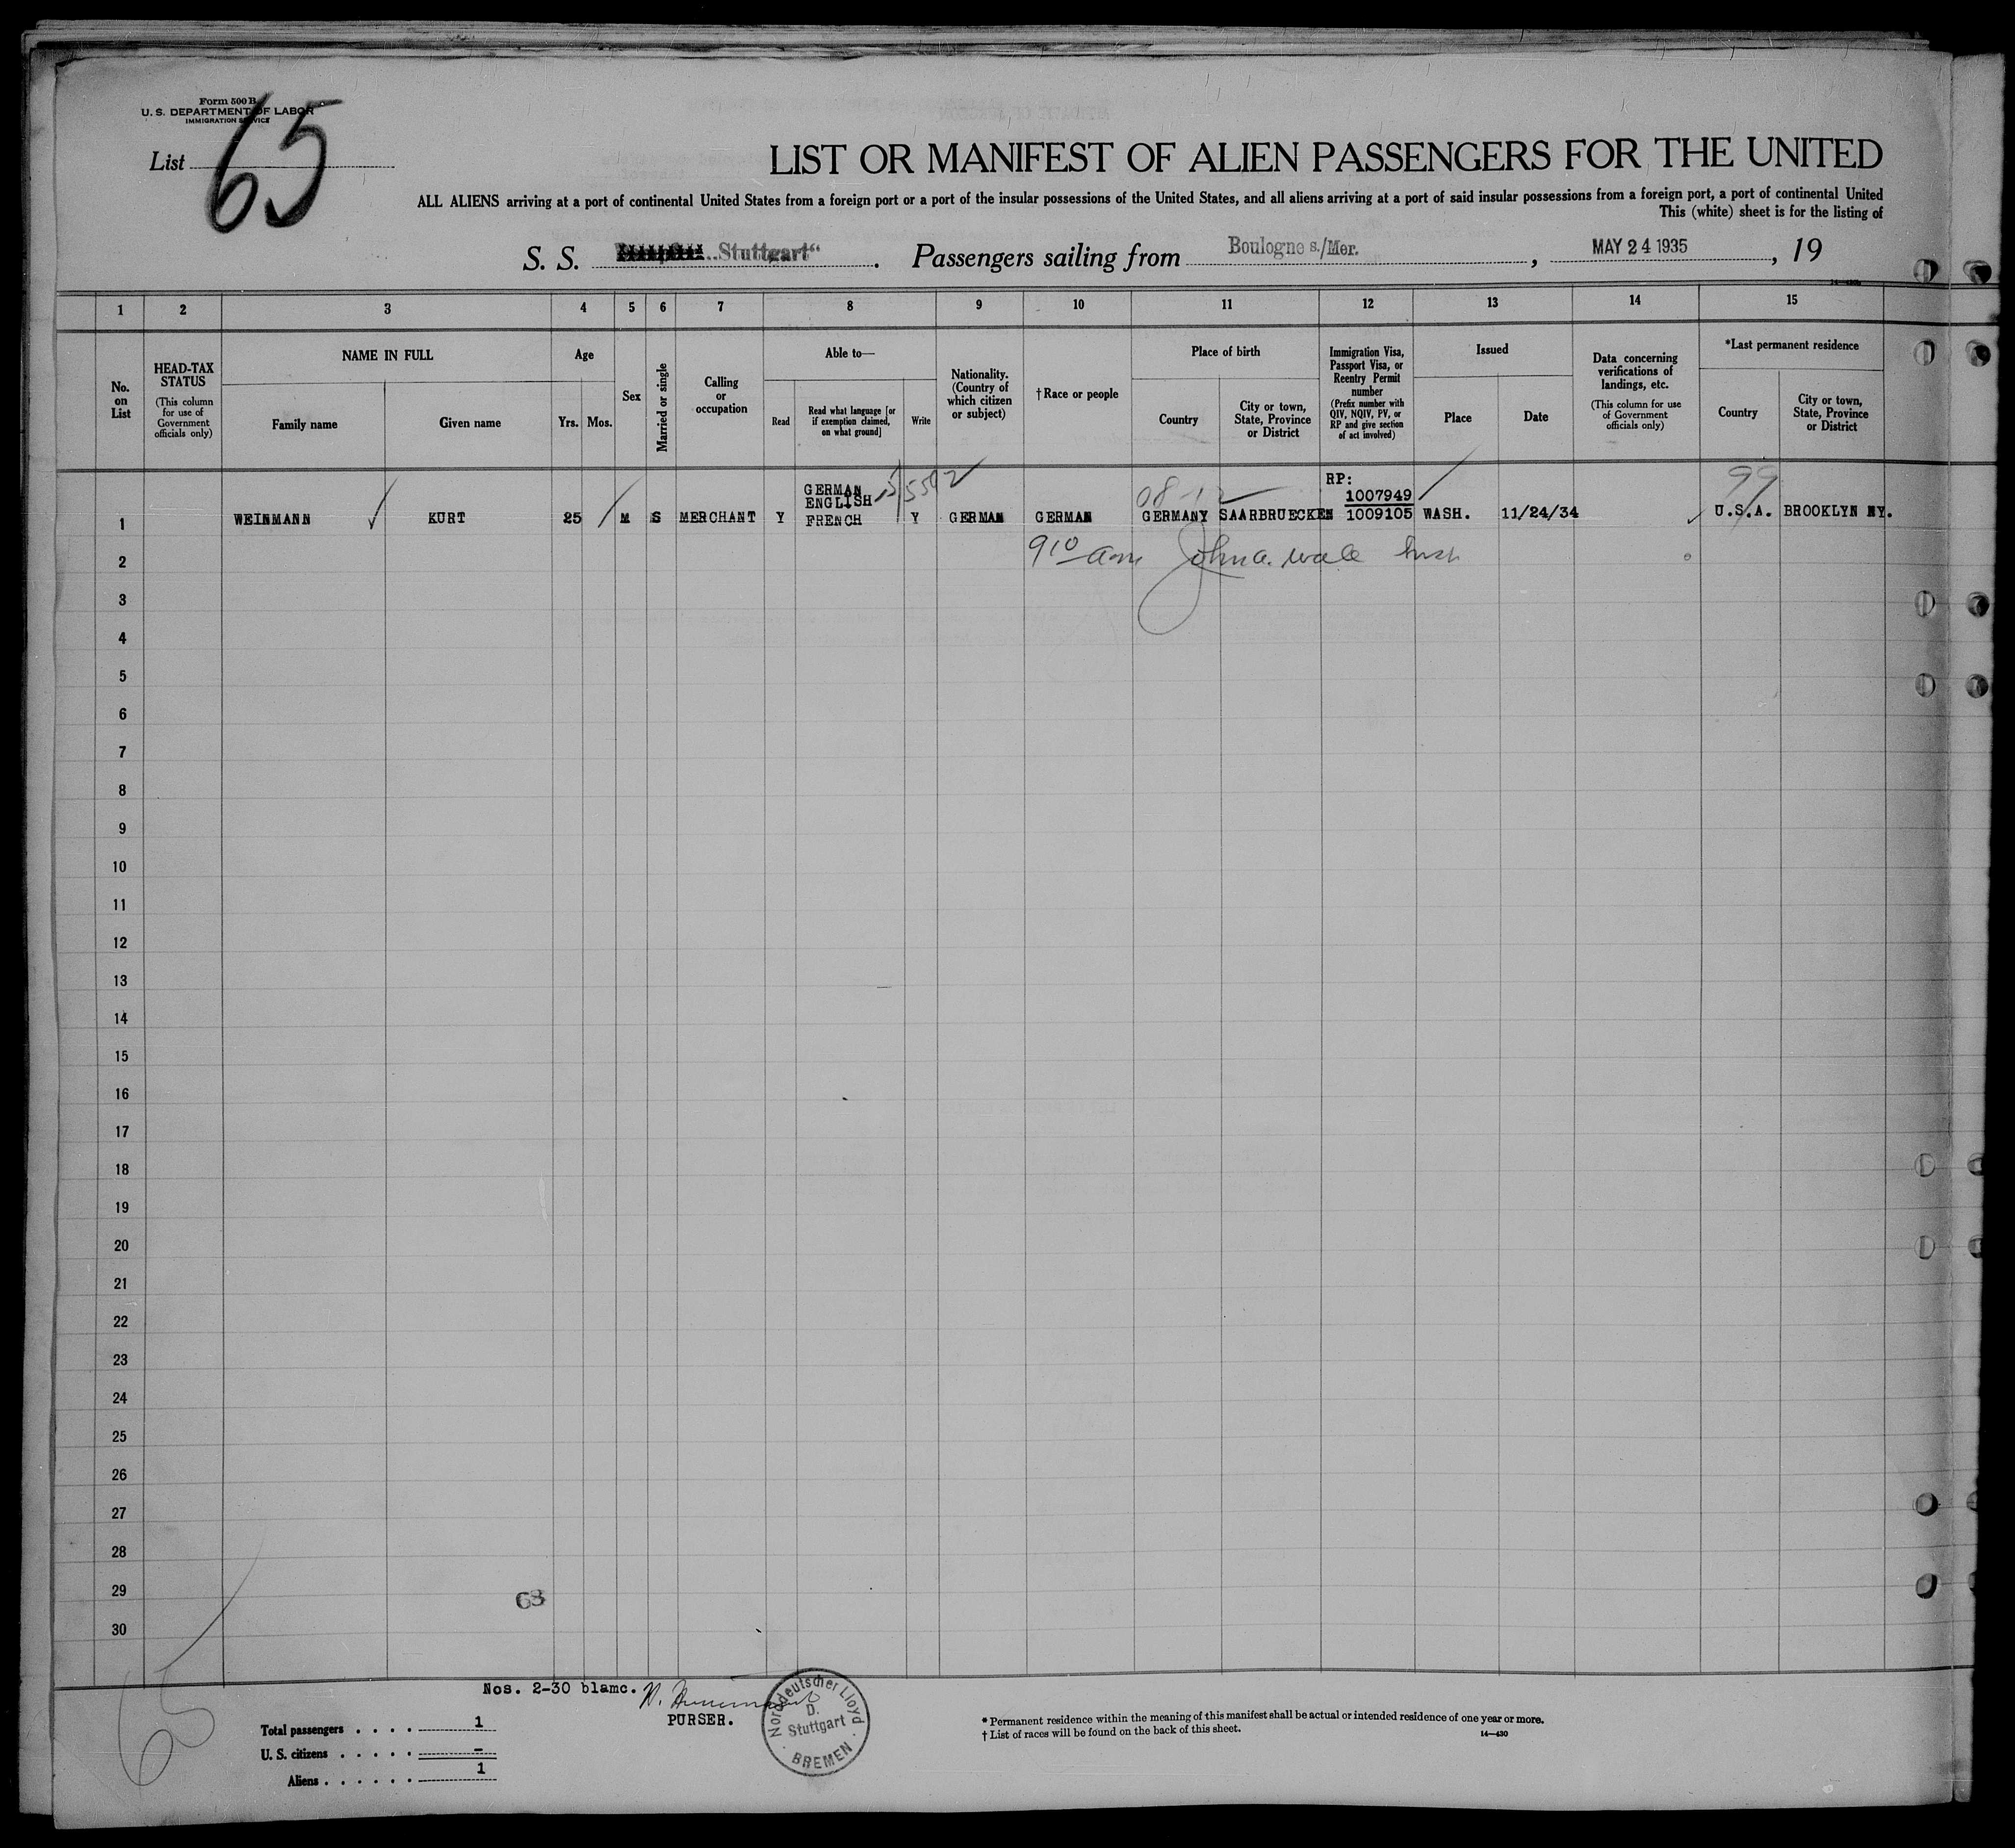 Form 500 B
U. S. DEPARTMENT OF LABOR
IMMIGRATION SERVICE
List 65
LIST OR MANIFEST OF ALIEN PASSENGERS FOR THE UNITED
ALL ALIENS arriving at a port of continental United States from a foreign port or a port of the insular possessions of the United States, and all aliens arriving at a port of said insular possessions from a foreign port, a port of continental United
This (white) sheet is for the listing of
S. S. Stuttgart“. Passengers sailing from Boulogne s./Mer., MAY 24 1935, 19
1 2 3 4 5 6 7 8 9 10 11 12 13 14 15
No. on List
HEAD-TAX STATUS
(This column for use of Government officials only)
NAME IN FULL
Family name
Given name
Age
Yrs. Mos.
Sex
Married or single
Calling or occupation
Able to—
Read
Read what language [or if exemption claimed, on what ground]
Write
Nationality. (Country of which citizen or subject)
† Race or people
Place of birth
Country
City or town, State, Province or District
Immigration Visa, Passport Visa, or Reentry Permit number
(Prefix number with QIV, NQIV, PV, or RP and give section of act involved)
Issued
Place
Date
Data concerning verifications of landings, etc.
(This column for use of Government officials only)
*Last permanent residence
Country
City or town, State, Province or District
GERMAN
ENGLISH
RP:
1007949
99
1 WEINMANN KURT 25 M S MERCHANT Y FRENCH Y GERMAN GERMAN GERMANY SAARBRUECKEN 1009105 WASH. 11/24/34 U.S.A. BROOKLYN NY.
2 9 10 am John A.
3
4
5
6
7
8
9
10
11
12
13
14
15
16
17
18
19
20
21
22
23
24
25
26
27
28
29
63
30
65
Nos. 2-30 blamc.
PURSER.
Norddeutscher Lloyd
D.
Stuttgart
BREMEN
Total passengers . . . . 1
U. S. citizens . . . . . –
Aliens . . . . . . 1
* Permanent residence within the meaning of this manifest shall be actual or intended residence of one year or more.
† List of races will be found on the back of this sheet.
14—430